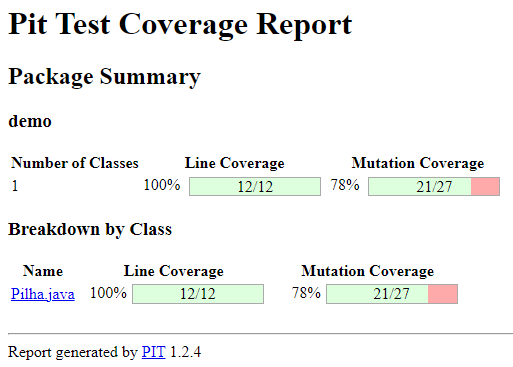 Pit Test Coverage Report
Package Summary
demo
Number of Classes Line Coverage Mutation Coverage
1 100% 12/12 78% 21/27
Breakdown by Class
Name Line Coverage Mutation Coverage
Pilha.java 100% 12/12 78% 21/27
Report generated by PIT 1.2.4